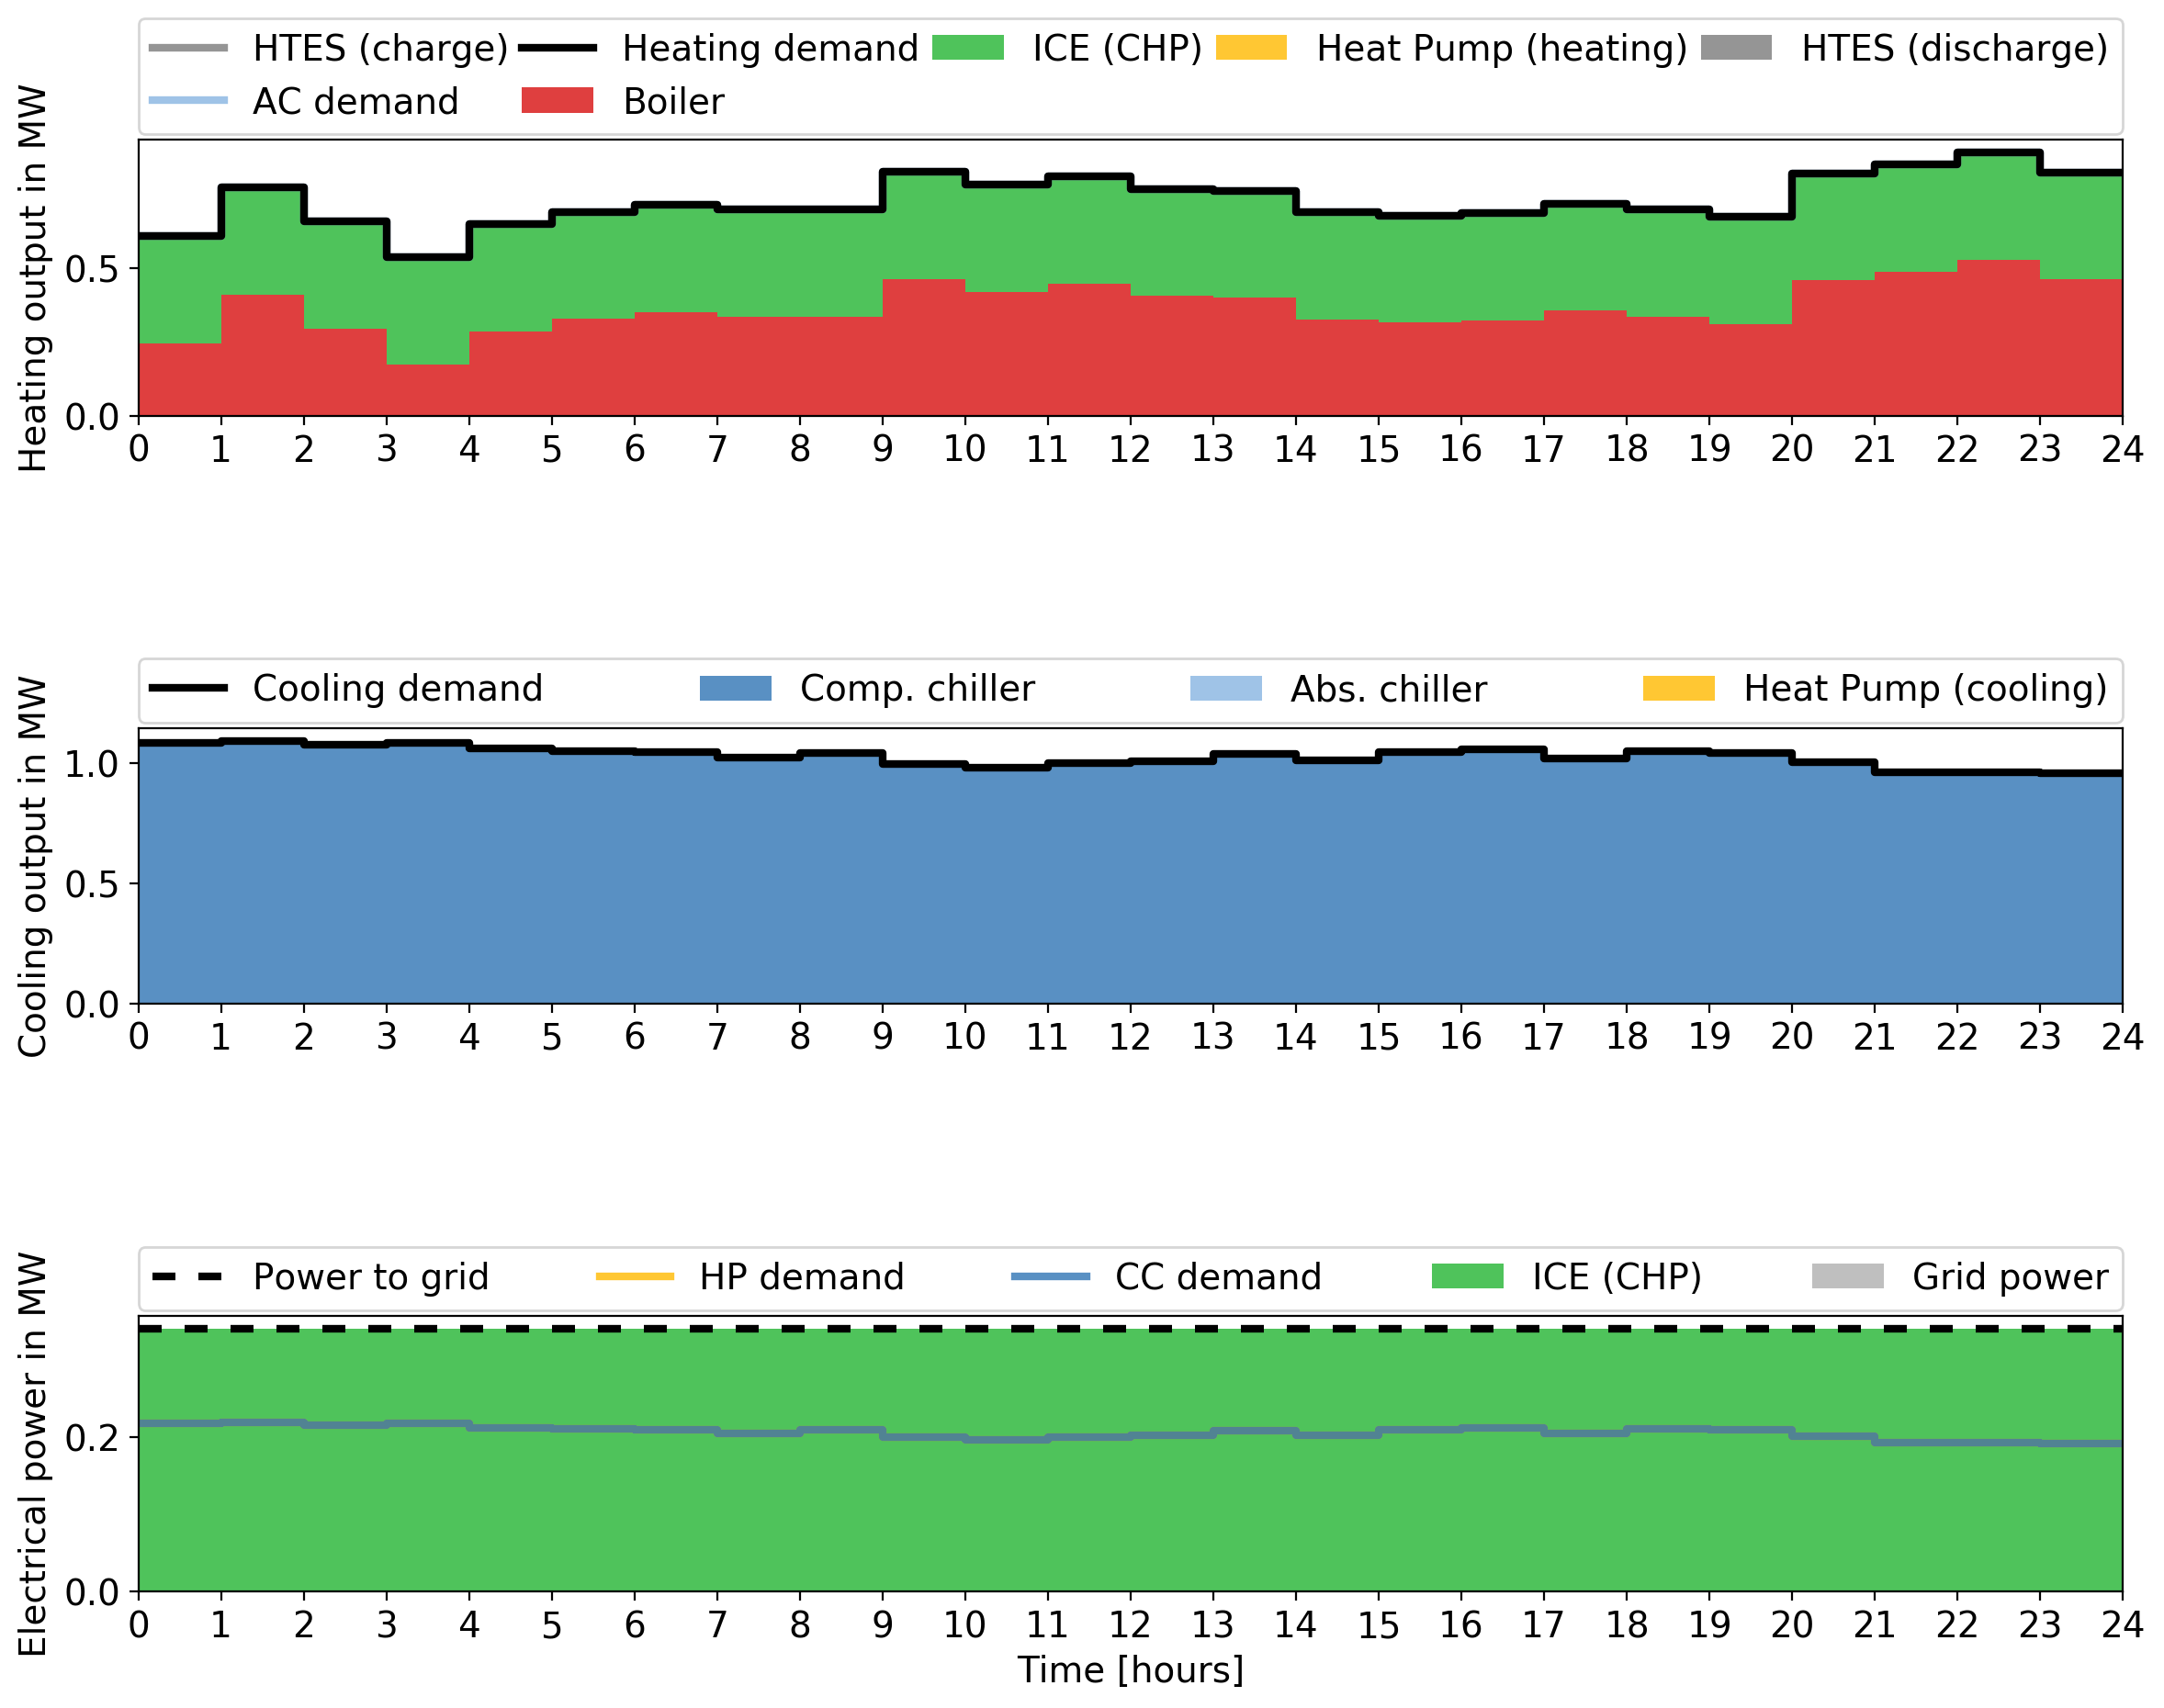 HTES (charge) Heating demand ICE (CHP) Heat Pump (heating) HTES (discharge)
AC demand Boiler
Heating output in MW
0.5
0.0
0 1 2 3 4 5 6 7 8 9 10 11 12 13 14 15 16 17 18 19 20 21 22 23 24
Cooling demand Comp. chiller Abs. chiller Heat Pump (cooling)
Cooling output in MW
1.0
0.5
0.0
0 1 2 3 4 5 6 7 8 9 10 11 12 13 14 15 16 17 18 19 20 21 22 23 24
Power to grid HP demand CC demand ICE (CHP) Grid power
Electrical power in MW
0.2
0.0
0 1 2 3 4 5 6 7 8 9 10 11 12 13 14 15 16 17 18 19 20 21 22 23 24
Time [hours]